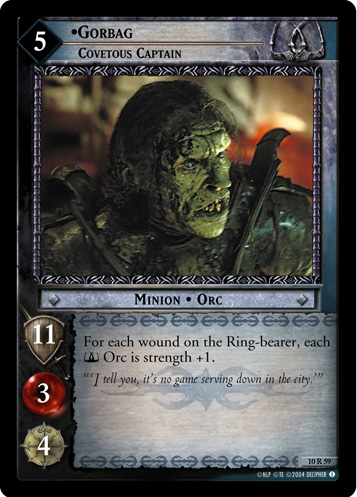 5
•Gorbag
Covetous Captain
Minion • Orc
11
For each wound on the Ring-bearer, each
Orc is strength +1.
3
“‘I tell you, it’s no game serving down in the city.’”
4
10 R 59
©NLP ©TE ©2004 DECIPHER